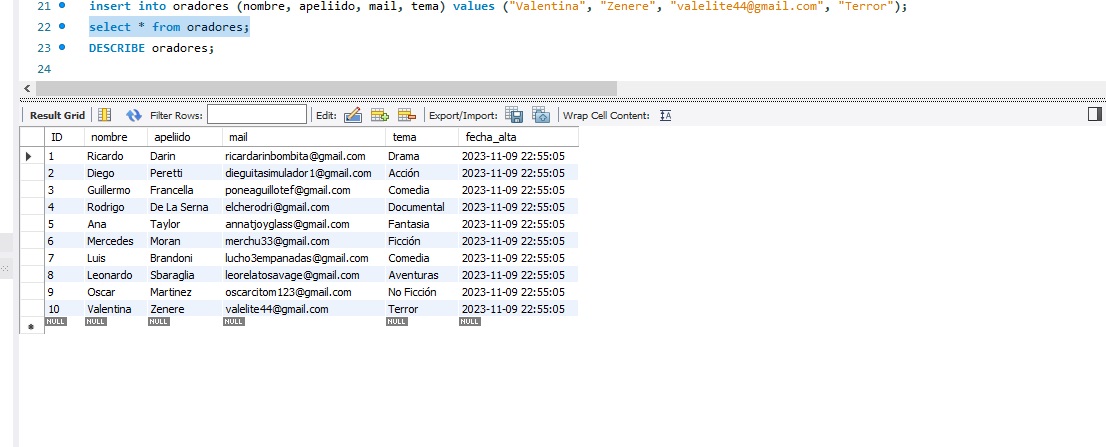 21 insert into oradores (nombre, apeliido, mail, tema) values ("Valentina", "Zenere", "valelite44@gmail.com", "Terror");
22 select * from oradores;
23 DESCRIBE oradores;
24
Result Grid Filter Rows: Edit: Export/Import: Wrap Cell Content: IA
ID nombre apeliido mail tema fecha_alta
1 Ricardo Darin ricardarinbombita@gmail.com Drama 2023-11-09 22:55:05
2 Diego Peretti dieguitasimulador1@gmail.com Acción 2023-11-09 22:55:05
3 Guillermo Francella poneaguillotef@gmail.com Comedia 2023-11-09 22:55:05
4 Rodrigo De La Serna elcherodri@gmail.com Documental 2023-11-09 22:55:05
5 Ana Taylor annatjoyglass@gmail.com Fantasia 2023-11-09 22:55:05
6 Mercedes Moran merchu33@gmail.com Ficción 2023-11-09 22:55:05
7 Luis Brandoni lucho3empanadas@gmail.com Comedia 2023-11-09 22:55:05
8 Leonardo Sbaraglia leorelatosavage@gmail.com Aventuras 2023-11-09 22:55:05
9 Oscar Martinez oscarcitom123@gmail.com No Ficción 2023-11-09 22:55:05
10 Valentina Zenere valelite44@gmail.com Terror 2023-11-09 22:55:05
NULL NULL NULL NULL NULL NULL